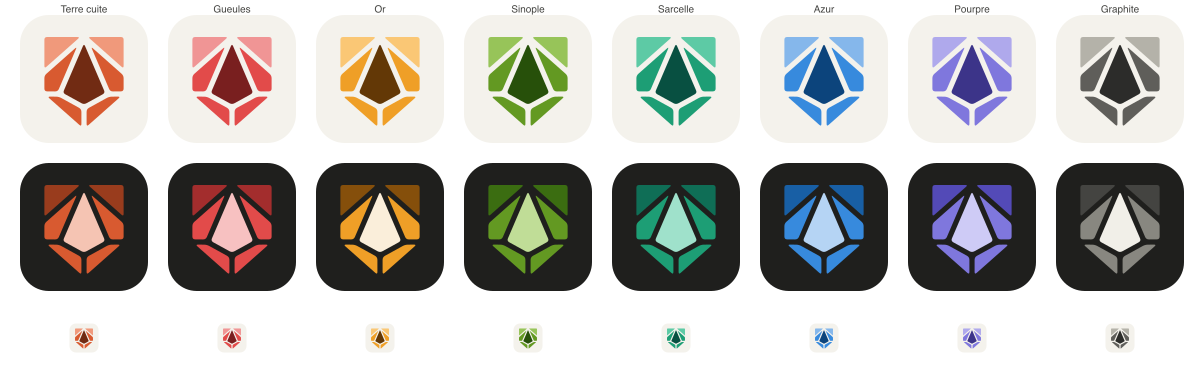 Terre cuite
Gueules
Or
Sinople
Sarcelle
Azur
Pourpre
Graphite